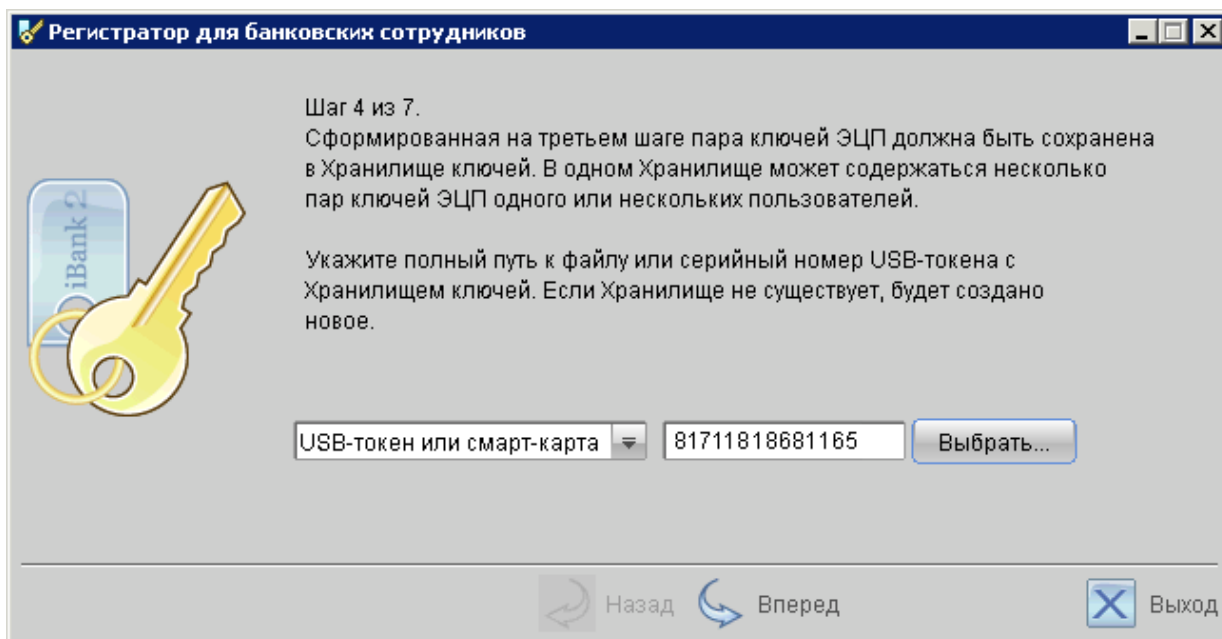 Регистратор для банковских сотрудников
Шаг 4 из 7.
Сформированная на третьем шаге пара ключей ЭЦП должна быть сохранена
в Хранилище ключей. В одном Хранилище может содержаться несколько
пар ключей ЭЦП одного или нескольких пользователей.
Укажите полный путь к файлу или серийный номер USB-токена с
Хранилищем ключей. Если Хранилище не существует, будет создано
новое.
iBank 2
USB-токен или смарт-карта 81711818681165 Выбрать...
Назад Вперед Выход